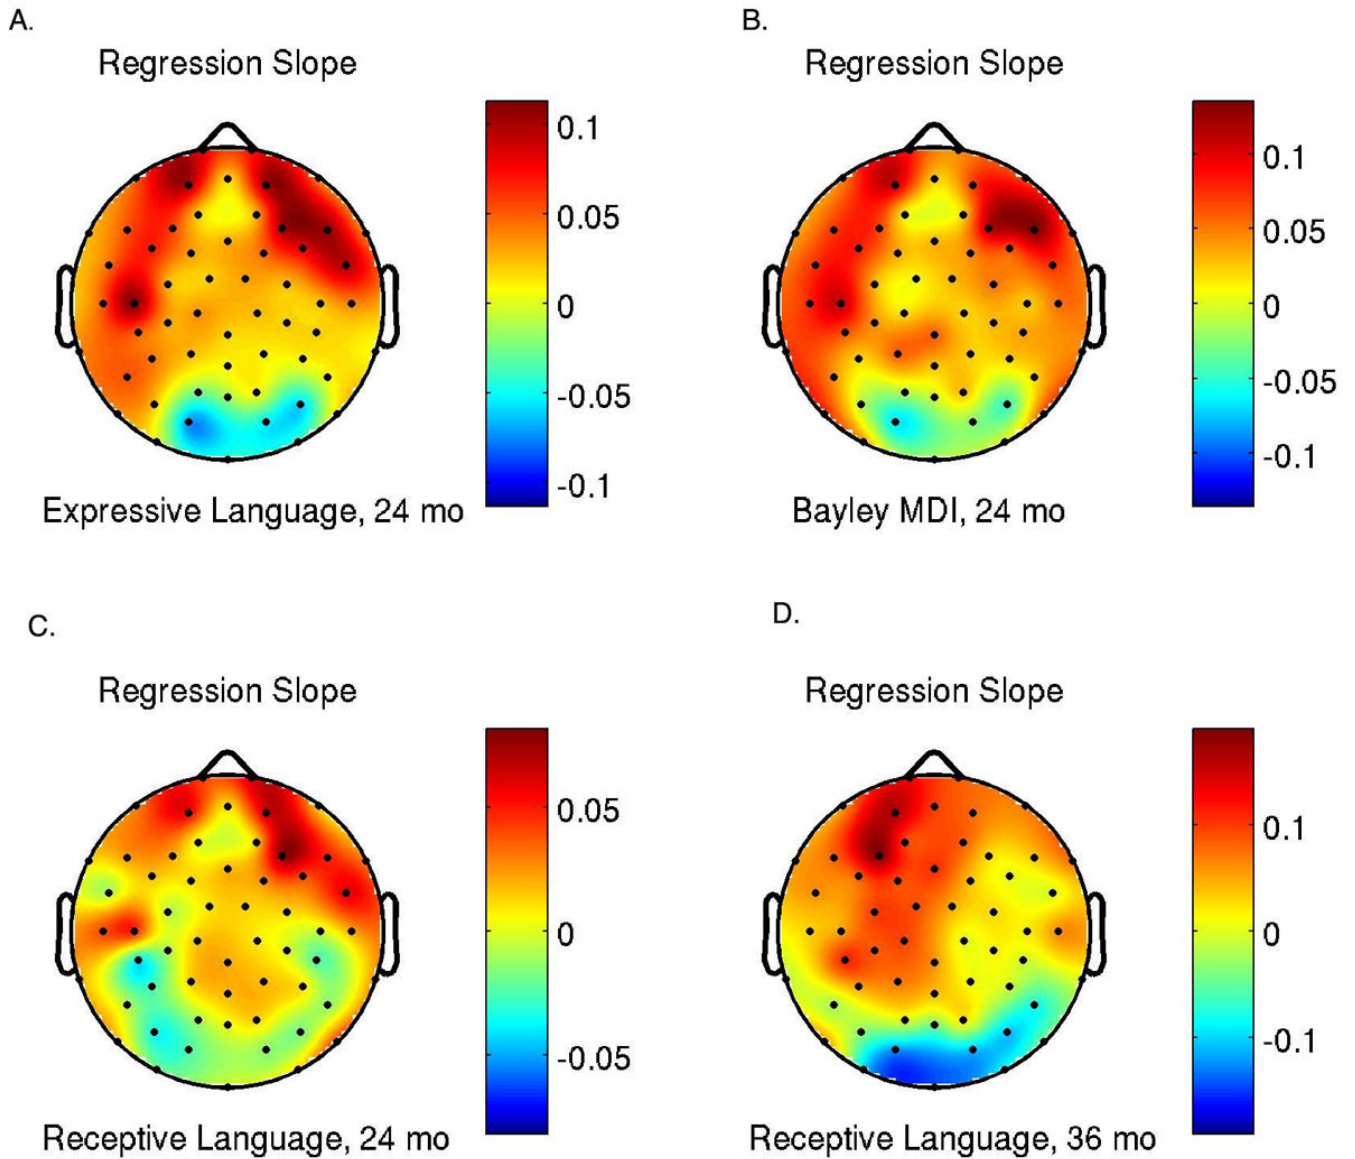 A.
Regression Slope
0.1
0.05
0
-0.05
-0.1
Expressive Language, 24 mo
B.
Regression Slope
0.1
0.05
0
-0.05
-0.1
Bayley MDI, 24 mo
C.
Regression Slope
0.05
0
-0.05
Receptive Language, 24 mo
D.
Regression Slope
0.1
0
-0.1
Receptive Language, 36 mo